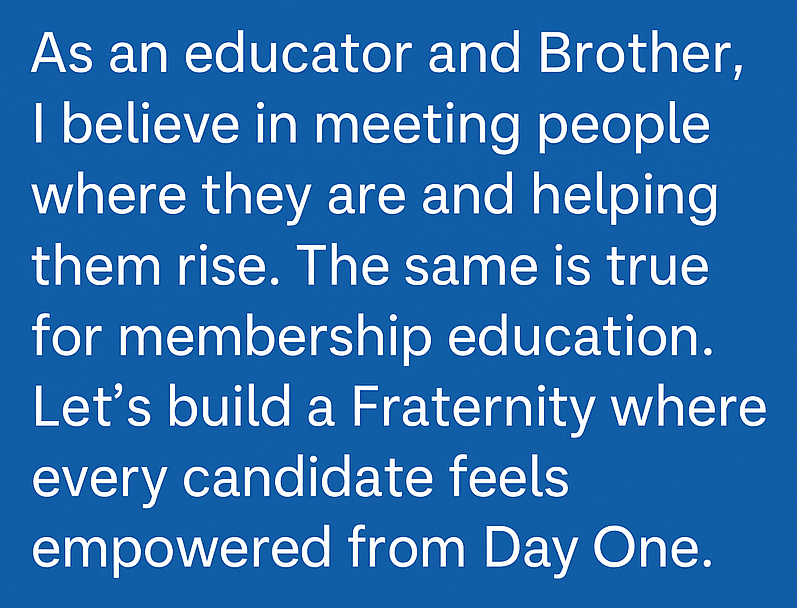 As an educator and Brother,
I believe in meeting people
where they are and helping
them rise. The same is true
for membership education.
Let’s build a Fraternity where
every candidate feels
empowered from Day One.